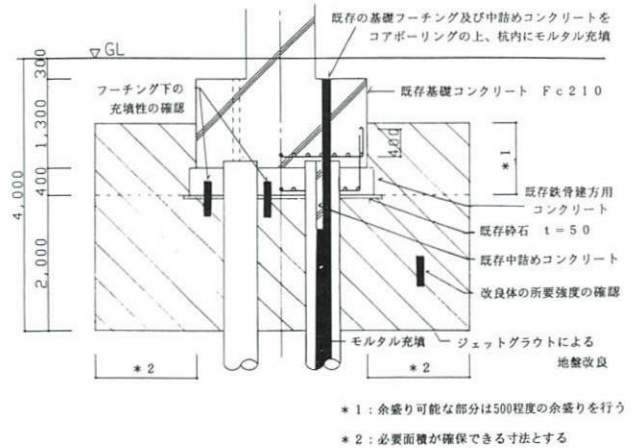 既存の基礎フーチング及び中詰めコンクリートを
コアボーリングの上、杭内にモルタル充填
GL
フーチング下の
充填性の確認
既存基礎コンクリート Fc210
300
1,300
400
4,000
2,000
400
*1
既存鉄骨建方用
コンクリート
既存砕石 t=50
既存中詰めコンクリート
改良体の所要強度の確認
モルタル充填
ジェットグラウトによる
地盤改良
*2
*2
*1:余盛り可能な部分は500程度の余盛りを行う
*2:必要面積が確保できる寸法とする